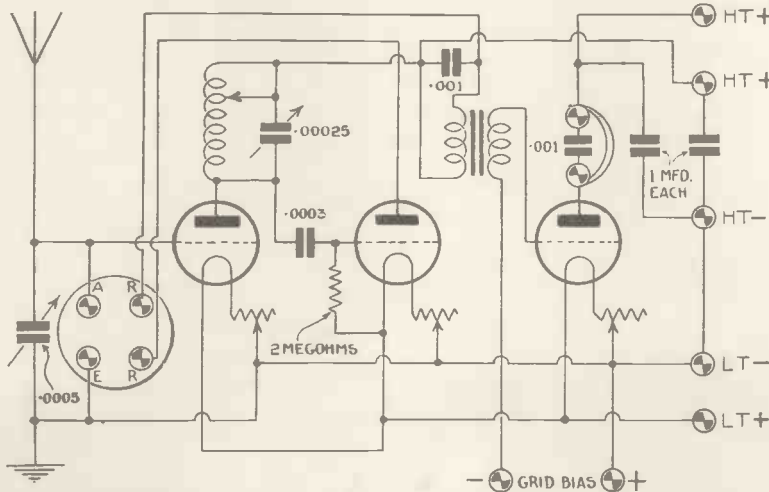 HT+
HT+
.001
.00025
.001
1 MFD.
EACH
.0003
HT-
A R
2 MEGOHMS
E R
.0005
LT-
LT+
- GRID BIAS +